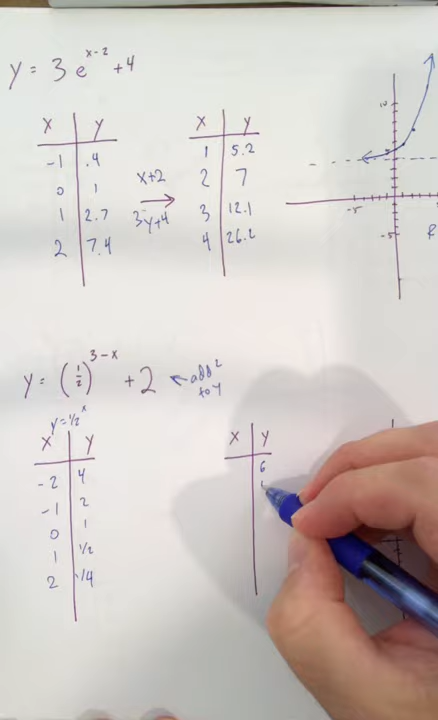 y = 3e^(x-2) + 4
x y
-1 .4
0 1
1 2.7
2 7.4
x+2
3y+4
x y
1 5.2
2 7
3 12.1
4 26.2
10
-5
-5
R
y = (1/2)^(3-x) + 2
add 2
to y
y = 1/2^x
x y
-2 4
-1 2
0 1
1 1/2
2 1/4
x y
6